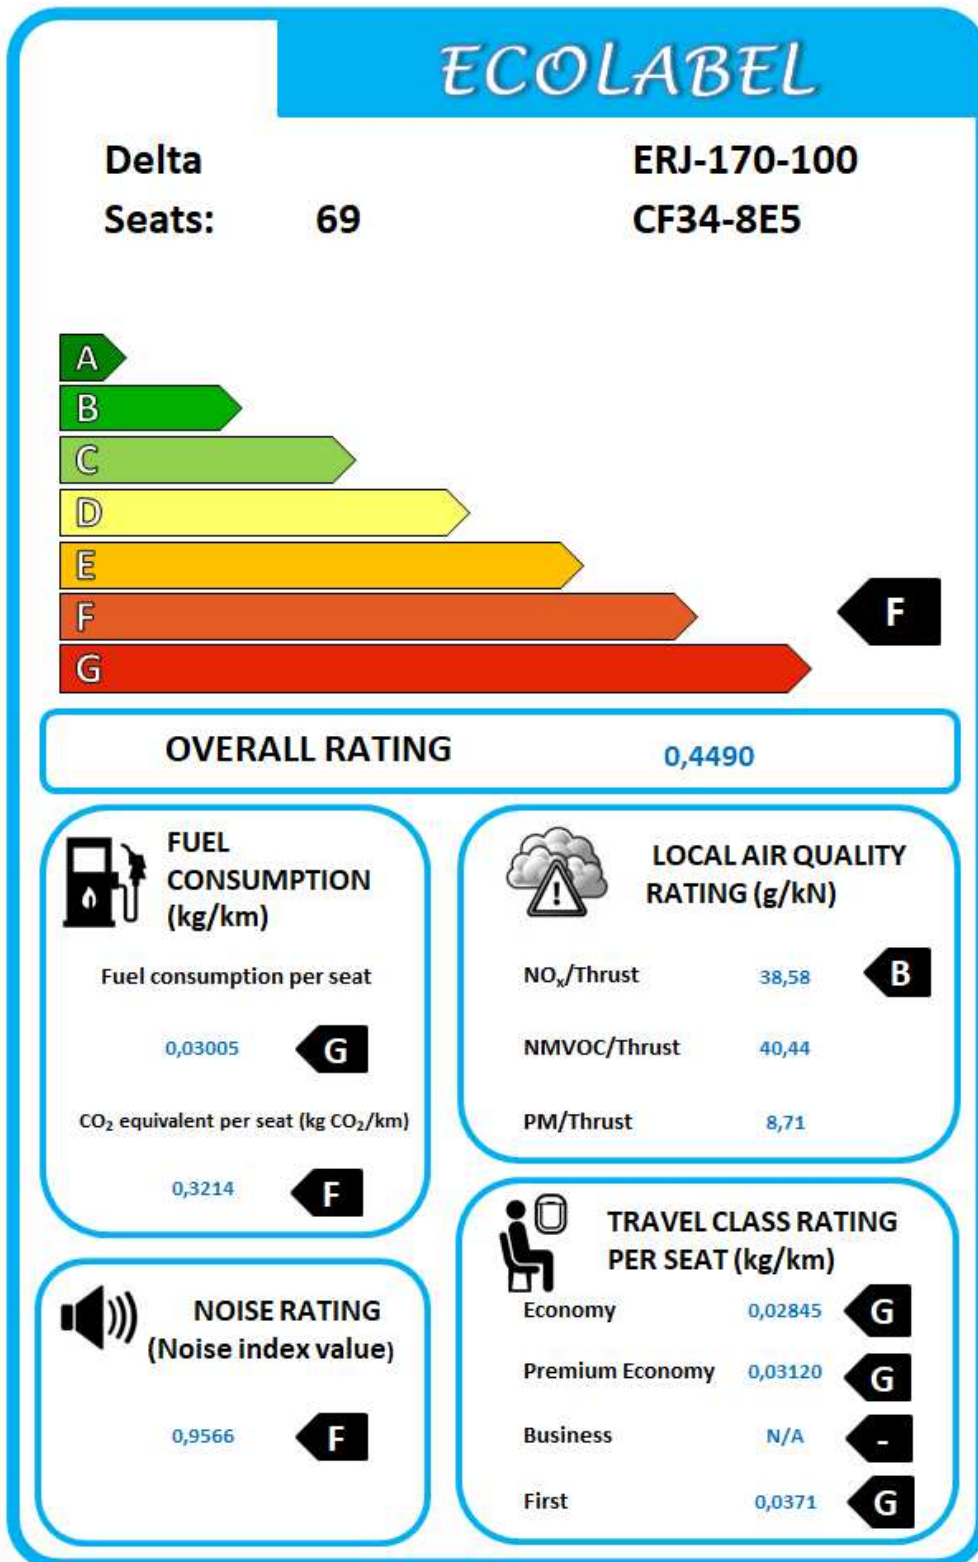 ECOLABEL
Delta ERJ-170-100
Seats: 69 CF34-8E5
A
B
C
D
E
F F
G
OVERALL RATING 0,4490
FUEL
CONSUMPTION
(kg/km)
Fuel consumption per seat
0,03005 G
CO₂ equivalent per seat (kg CO₂/km)
0,3214 F
LOCAL AIR QUALITY
RATING (g/kN)
NOₓ/Thrust 38,58 B
NMVOC/Thrust 40,44
PM/Thrust 8,71
NOISE RATING
(Noise index value)
0,9566 F
TRAVEL CLASS RATING
PER SEAT (kg/km)
Economy 0,02845 G
Premium Economy 0,03120 G
Business N/A -
First 0,0371 G